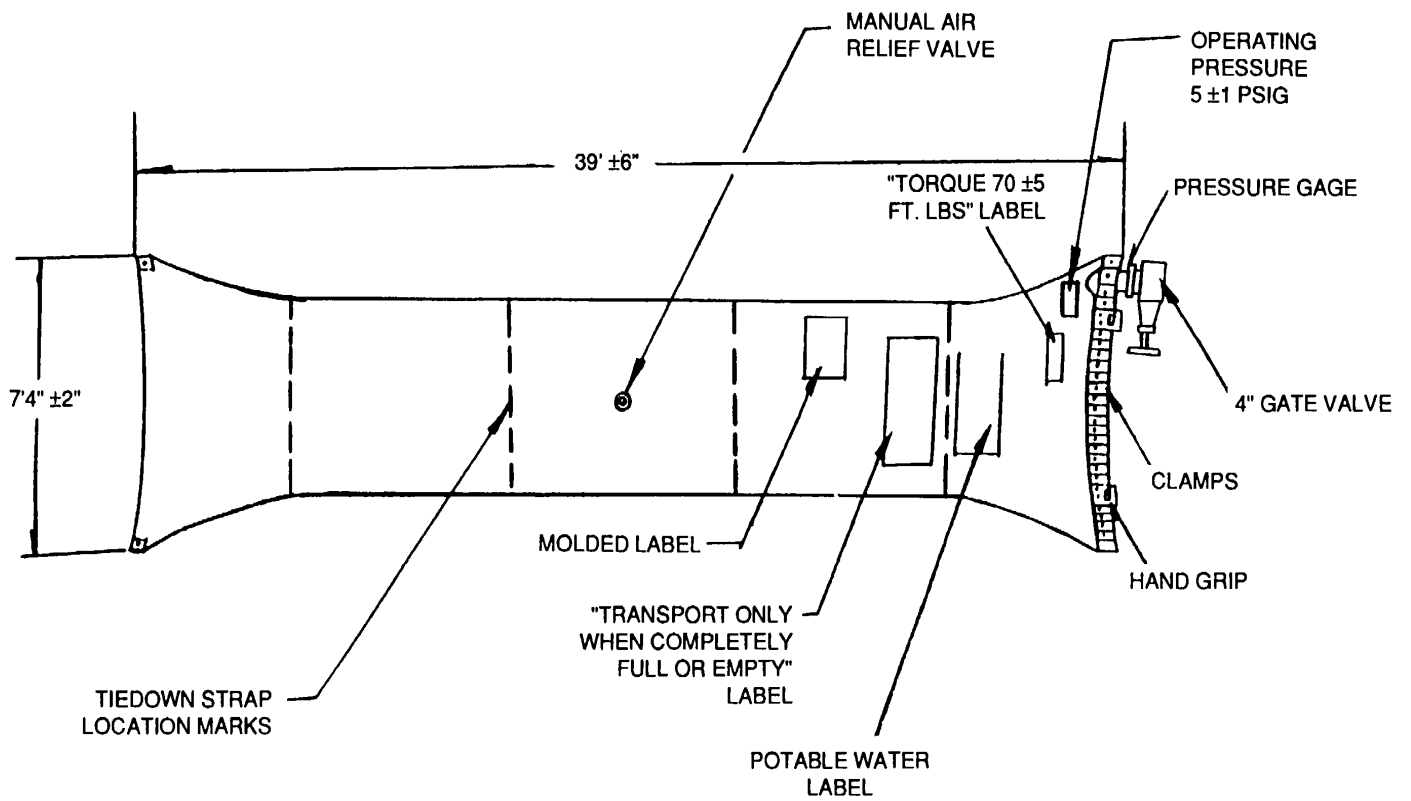 MANUAL AIR
RELIEF VALVE
OPERATING
PRESSURE
5 ±1 PSIG
39' ±6"
"TORQUE 70 ±5
FT. LBS" LABEL
PRESSURE GAGE
7'4" ±2"
4" GATE VALVE
CLAMPS
MOLDED LABEL
HAND GRIP
"TRANSPORT ONLY
WHEN COMPLETELY
FULL OR EMPTY"
LABEL
TIEDOWN STRAP
LOCATION MARKS
POTABLE WATER
LABEL